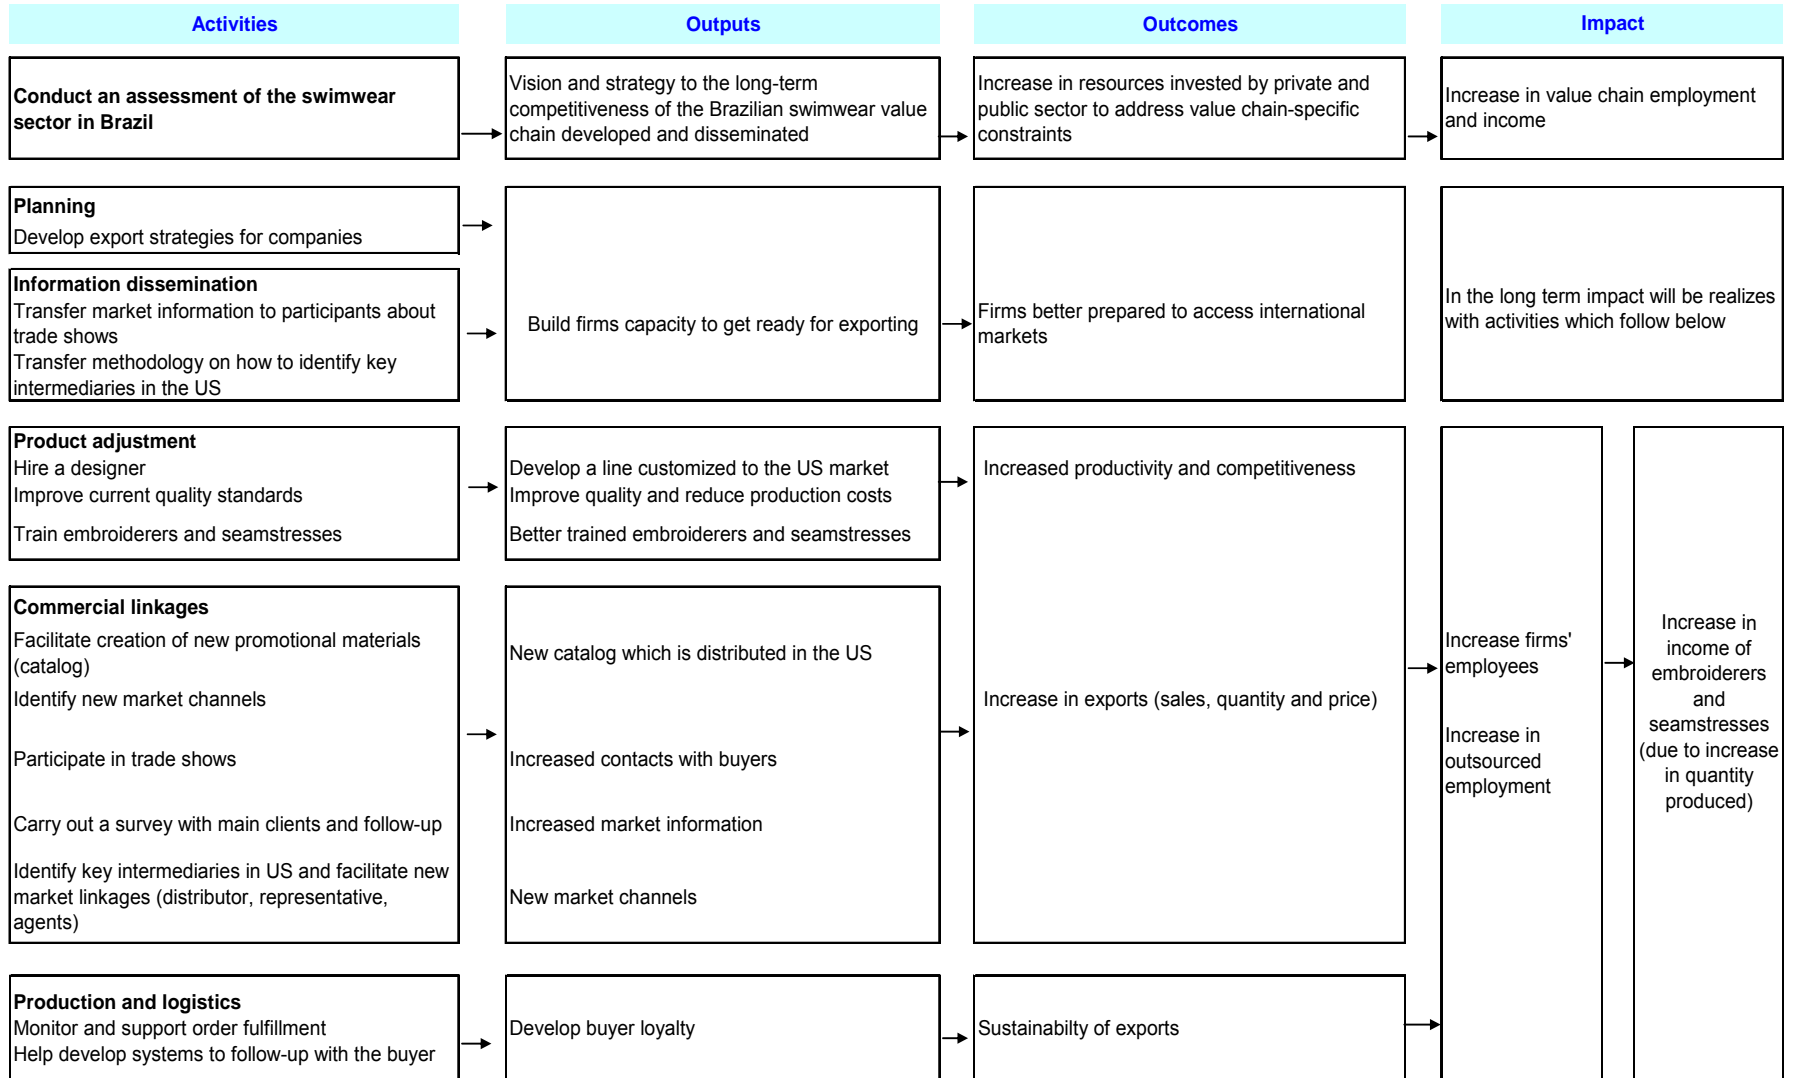 Activities
Outputs
Outcomes
Impact
Conduct an assessment of the swimwear
sector in Brazil
Vision and strategy to the long-term
competitiveness of the Brazilian swimwear value
chain developed and disseminated
Increase in resources invested by private and
public sector to address value chain-specific
constraints
Increase in value chain employment
and income
Planning
Develop export strategies for companies
Information dissemination
Transfer market information to participants about
trade shows
Transfer methodology on how to identify key
intermediaries in the US
Build firms capacity to get ready for exporting
Firms better prepared to access international
markets
In the long term impact will be realizes
with activities which follow below
Product adjustment
Hire a designer
Improve current quality standards
Train embroiderers and seamstresses
Develop a line customized to the US market
Improve quality and reduce production costs
Better trained embroiderers and seamstresses
Increased productivity and competitiveness
Commercial linkages
Facilitate creation of new promotional materials
(catalog)
Identify new market channels
Participate in trade shows
Carry out a survey with main clients and follow-up
Identify key intermediaries in US and facilitate new
market linkages (distributor, representative,
agents)
New catalog which is distributed in the US
Increased contacts with buyers
Increased market information
New market channels
Increase in exports (sales, quantity and price)
Increase firms'
employees
Increase in
outsourced
employment
Increase in
income of
embroiderers
and
seamstresses
(due to increase
in quantity
produced)
Production and logistics
Monitor and support order fulfillment
Help develop systems to follow-up with the buyer
Develop buyer loyalty
Sustainabilty of exports